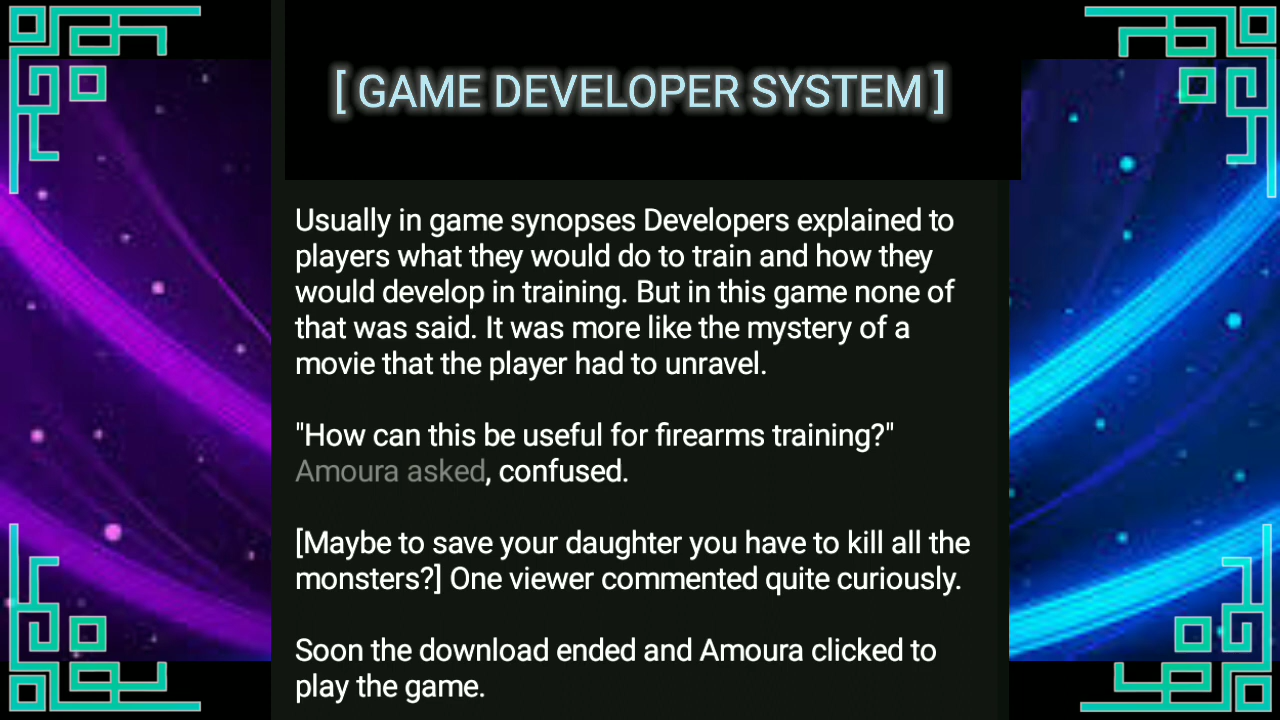 [ GAME DEVELOPER SYSTEM ]
Usually in game synopses Developers explained to
players what they would do to train and how they
would develop in training. But in this game none of
that was said. It was more like the mystery of a
movie that the player had to unravel.
"How can this be useful for firearms training?"
Amoura asked, confused.
[Maybe to save your daughter you have to kill all the
monsters?] One viewer commented quite curiously.
Soon the download ended and Amoura clicked to
play the game.